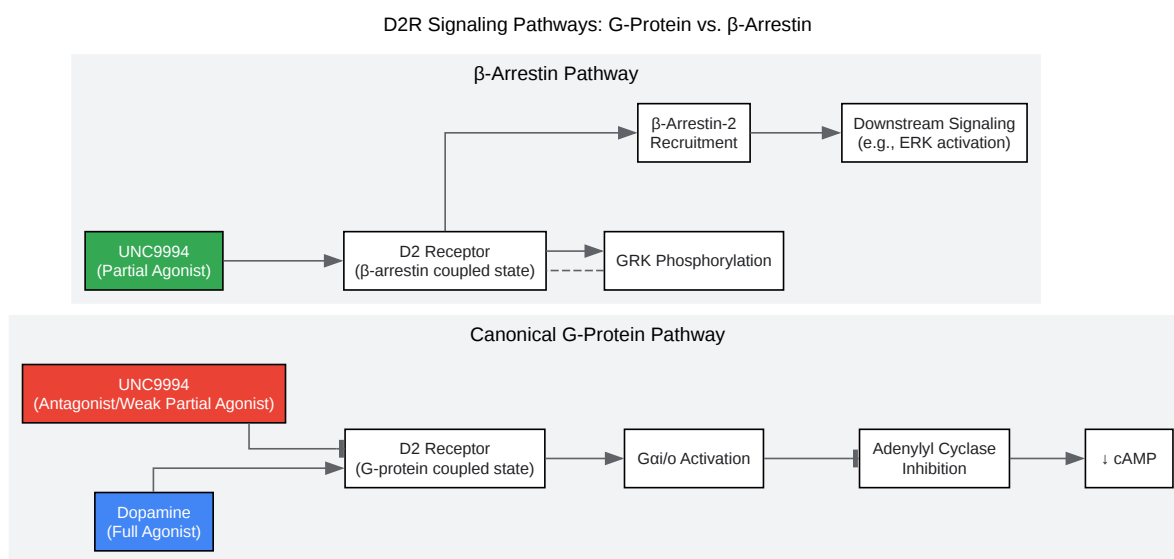 D2R Signaling Pathways: G-Protein vs. β-Arrestin
β-Arrestin Pathway
β-Arrestin-2
Recruitment
Downstream Signaling
(e.g., ERK activation)
UNC9994
(Partial Agonist)
D2 Receptor
(β-arrestin coupled state)
GRK Phosphorylation
Canonical G-Protein Pathway
UNC9994
(Antagonist/Weak Partial Agonist)
D2 Receptor
(G-protein coupled state)
Gαi/o Activation
Adenylyl Cyclase
Inhibition
↓ cAMP
Dopamine
(Full Agonist)